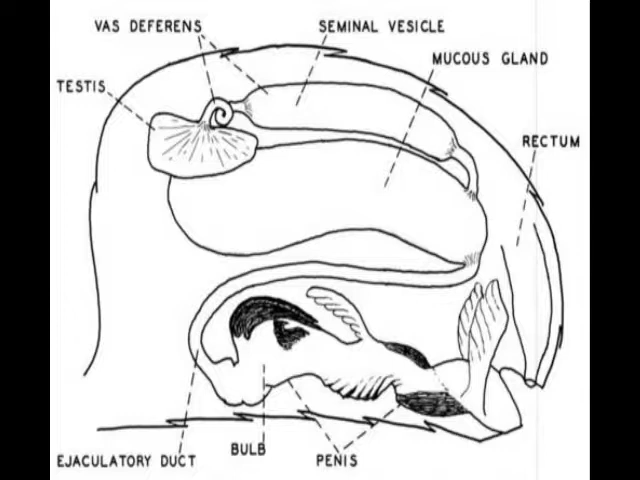 VAS DEFERENS
SEMINAL VESICLE
MUCOUS GLAND
TESTIS
RECTUM
EJACULATORY DUCT
BULB
PENIS